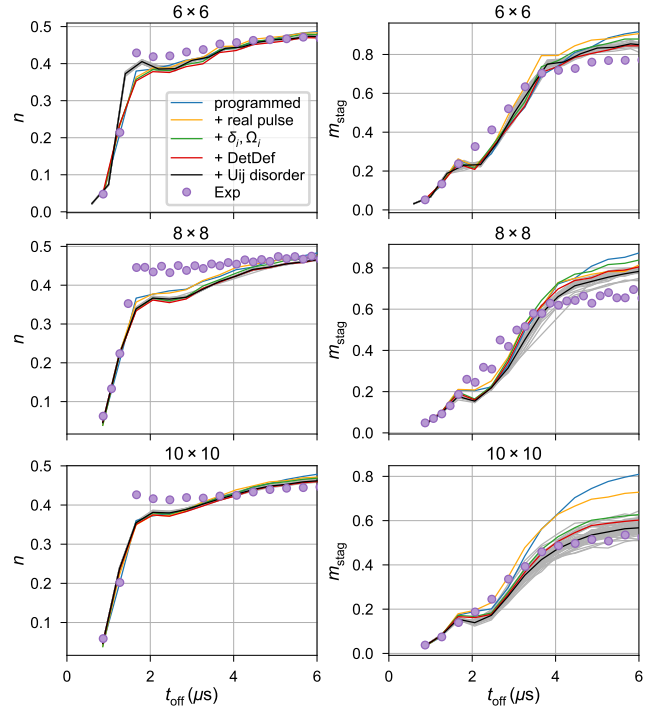 6 × 6
0.5
0.4
0.3
0.2
0.1
0.0
n
programmed
+ real pulse
+ δi, Ωi
+ DetDef
+ Uij disorder
Exp
6 × 6
0.8
0.6
0.4
0.2
0.0
mstag
8 × 8
0.5
0.4
0.3
0.2
0.1
n
8 × 8
0.8
0.6
0.4
0.2
0.0
mstag
10 × 10
0.5
0.4
0.3
0.2
0.1
n
0 2 4 6
toff (μs)
10 × 10
0.8
0.6
0.4
0.2
0.0
mstag
0 2 4 6
toff (μs)